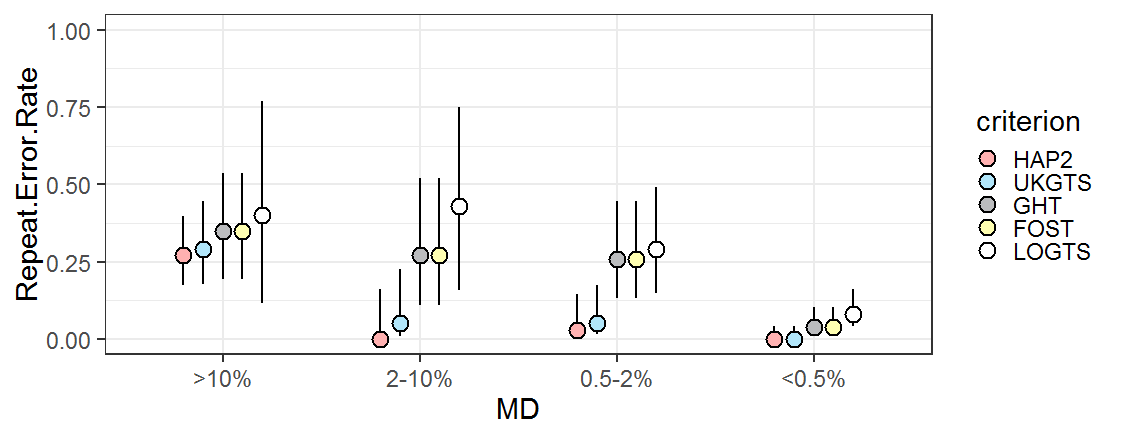 1.00
0.75
0.50
0.25
0.00
Repeat.Error.Rate
>10%
2-10%
0.5-2%
<0.5%
MD
criterion
HAP2
UKGTS
GHT
FOST
LOGTS